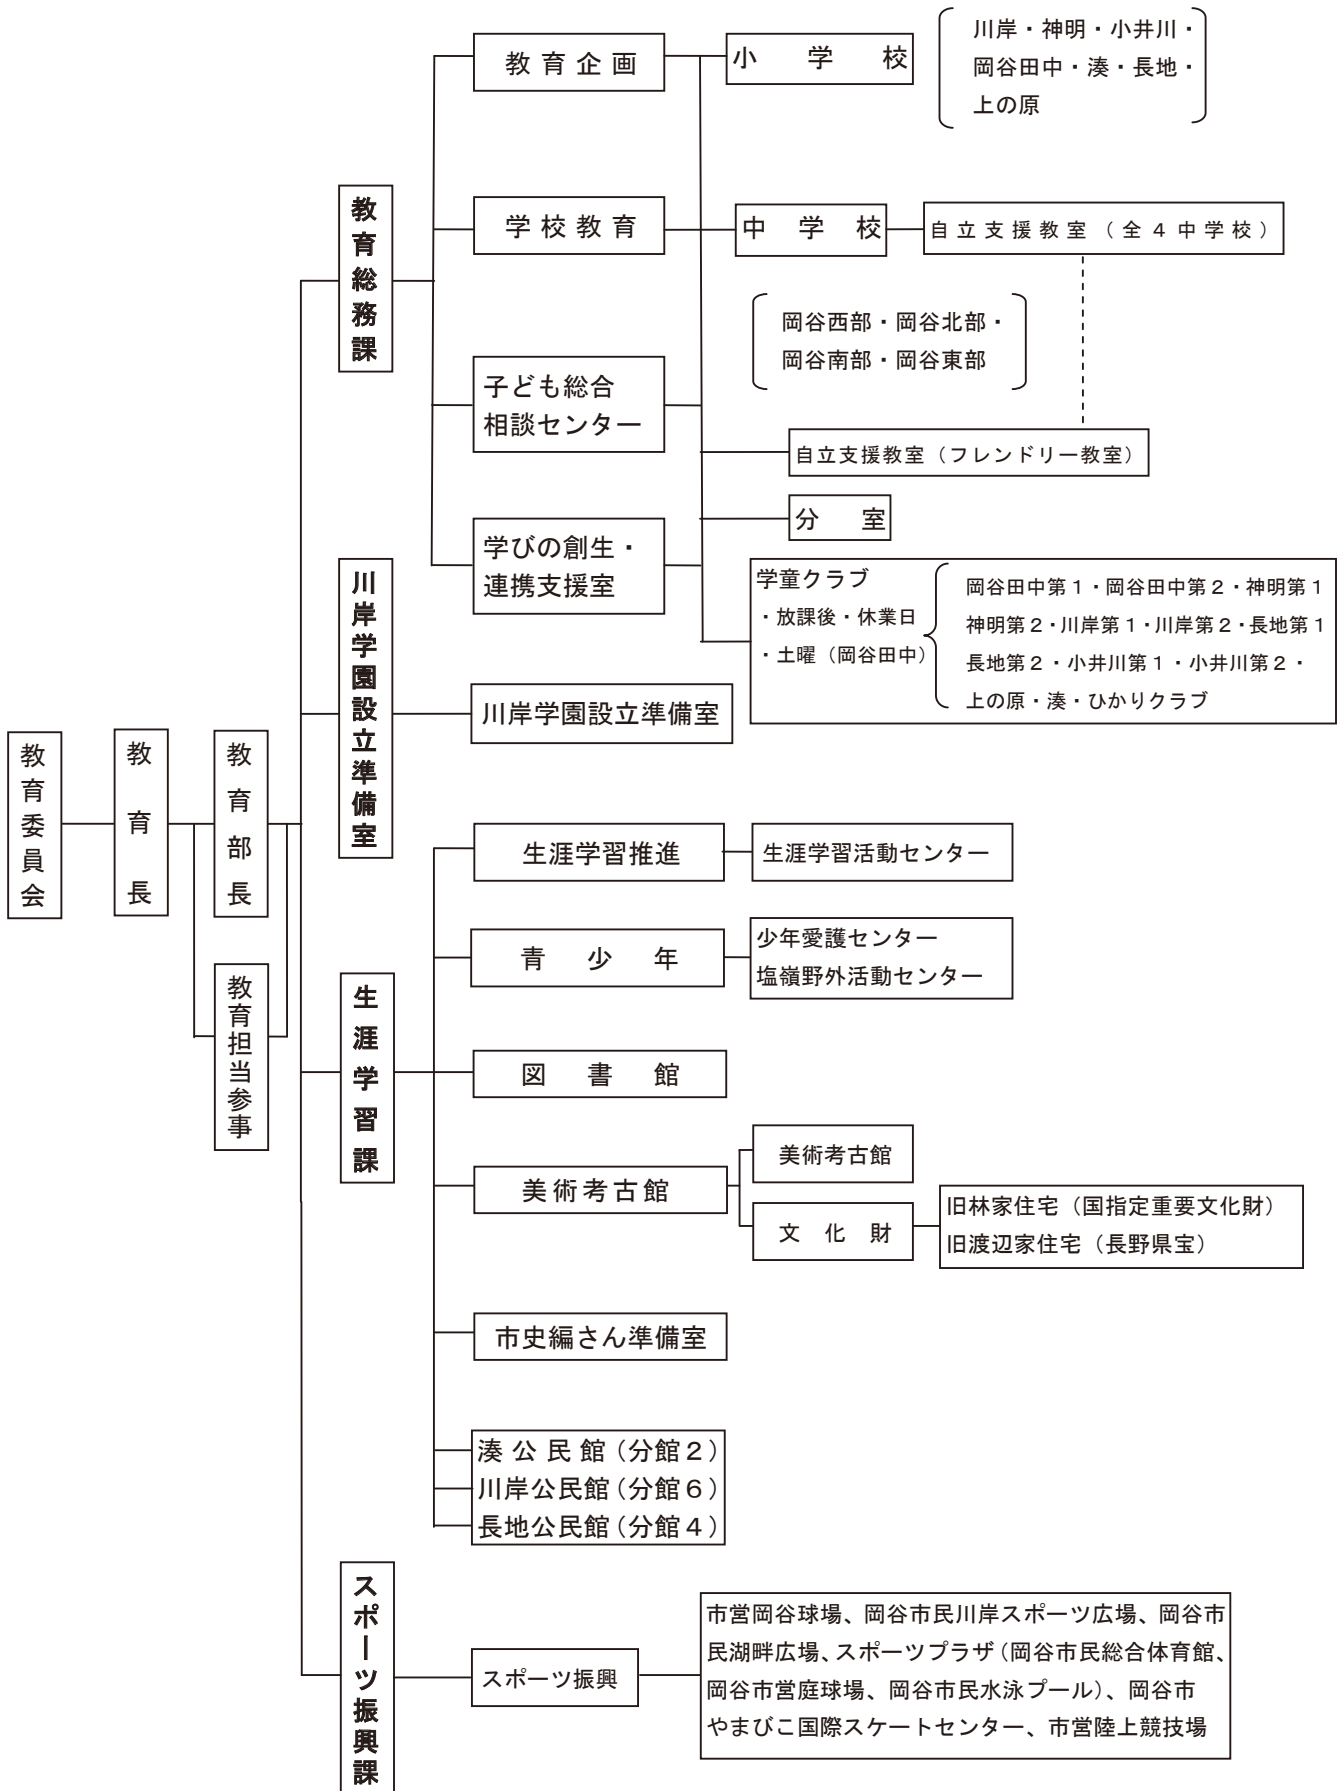 教育委員会
教育長
教育部長
教育担当参事
教育総務課
教育企画
学校教育
子ども総合
相談センター
学びの創生・
連携支援室
小学校
川岸・神明・小井川・
岡谷田中・湊・長地・
上の原
中学校
自立支援教室（全４中学校）
岡谷西部・岡谷北部・
岡谷南部・岡谷東部
自立支援教室（フレンドリー教室）
分室
学童クラブ
・放課後・休業日
・土曜（岡谷田中）
岡谷田中第１・岡谷田中第２・神明第１
神明第２・川岸第１・川岸第２・長地第１
長地第２・小井川第１・小井川第２・
上の原・湊・ひかりクラブ
川岸学園設立準備室
川岸学園設立準備室
生涯学習課
生涯学習推進
生涯学習活動センター
青少年
少年愛護センター
塩嶺野外活動センター
図書館
美術考古館
美術考古館
文化財
旧林家住宅（国指定重要文化財）
旧渡辺家住宅（長野県宝）
市史編さん準備室
湊公民館（分館２）
川岸公民館（分館６）
長地公民館（分館４）
スポーツ振興課
スポーツ振興
市営岡谷球場、岡谷市民川岸スポーツ広場、岡谷市
民湖畔広場、スポーツプラザ（岡谷市民総合体育館、
岡谷市営庭球場、岡谷市民水泳プール）、岡谷市
やまびこ国際スケートセンター、市営陸上競技場